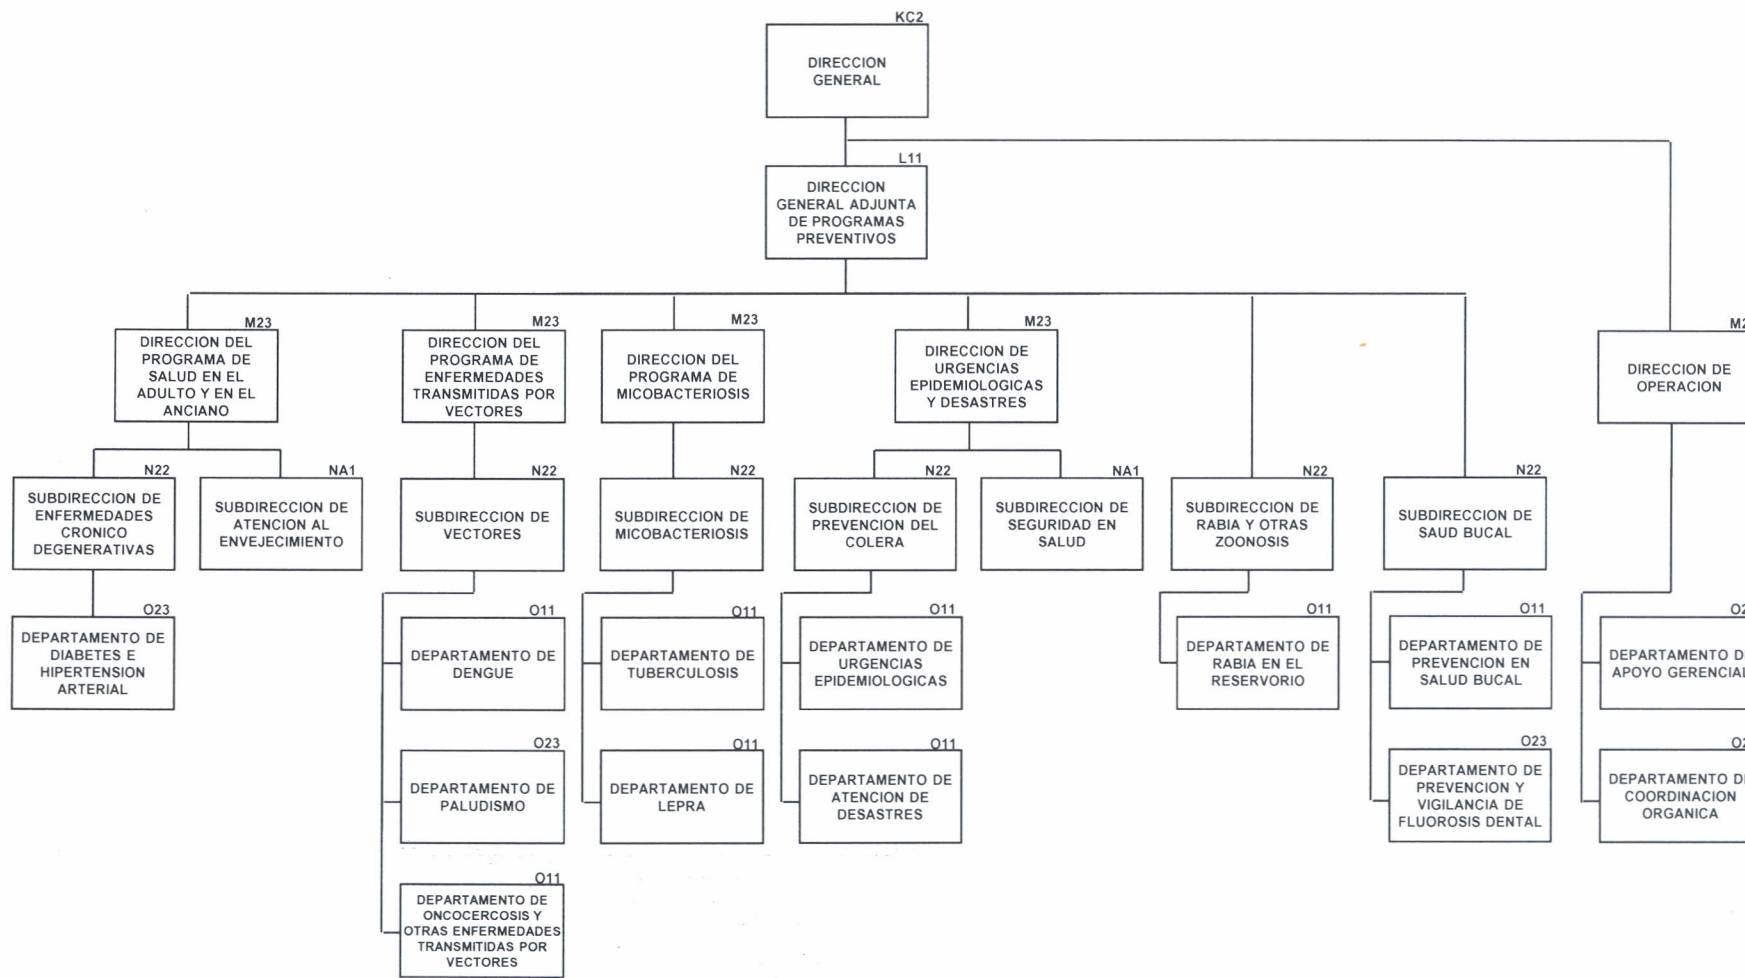 KC2
DIRECCION
GENERAL
L11
DIRECCION
GENERAL ADJUNTA
DE PROGRAMAS
PREVENTIVOS
M23
DIRECCION DEL
PROGRAMA DE
SALUD EN EL
ADULTO Y EN EL
ANCIANO
M23
DIRECCION DEL
PROGRAMA DE
ENFERMEDADES
TRANSMITIDAS POR
VECTORES
M23
DIRECCION DEL
PROGRAMA DE
MICOBACTERIOSIS
M23
DIRECCION DE
URGENCIAS
EPIDEMIOLOGICAS
Y DESASTRES
M2
DIRECCION DE
OPERACION
N22
SUBDIRECCION DE
ENFERMEDADES
CRONICO
DEGENERATIVAS
NA1
SUBDIRECCION DE
ATENCION AL
ENVEJECIMIENTO
N22
SUBDIRECCION DE
VECTORES
N22
SUBDIRECCION DE
MICOBACTERIOSIS
N22
SUBDIRECCION DE
PREVENCION DEL
COLERA
NA1
SUBDIRECCION DE
SEGURIDAD EN
SALUD
N22
SUBDIRECCION DE
RABIA Y OTRAS
ZOONOSIS
N22
SUBDIRECCION DE
SAUD BUCAL
O23
DEPARTAMENTO DE
DIABETES E
HIPERTENSION
ARTERIAL
O11
DEPARTAMENTO DE
DENGUE
O11
DEPARTAMENTO DE
TUBERCULOSIS
O11
DEPARTAMENTO DE
URGENCIAS
EPIDEMIOLOGICAS
O11
DEPARTAMENTO DE
RABIA EN EL
RESERVORIO
O11
DEPARTAMENTO DE
PREVENCION EN
SALUD BUCAL
O2
DEPARTAMENTO DE
APOYO GERENCIAL
O23
DEPARTAMENTO DE
PALUDISMO
O11
DEPARTAMENTO DE
LEPRA
O11
DEPARTAMENTO DE
ATENCION DE
DESASTRES
O23
DEPARTAMENTO DE
PREVENCION Y
VIGILANCIA DE
FLUOROSIS DENTAL
O2
DEPARTAMENTO DE
COORDINACION
ORGANICA
O11
DEPARTAMENTO DE
ONCOCERCOSIS Y
OTRAS ENFERMEDADES
TRANSMITIDAS POR
VECTORES